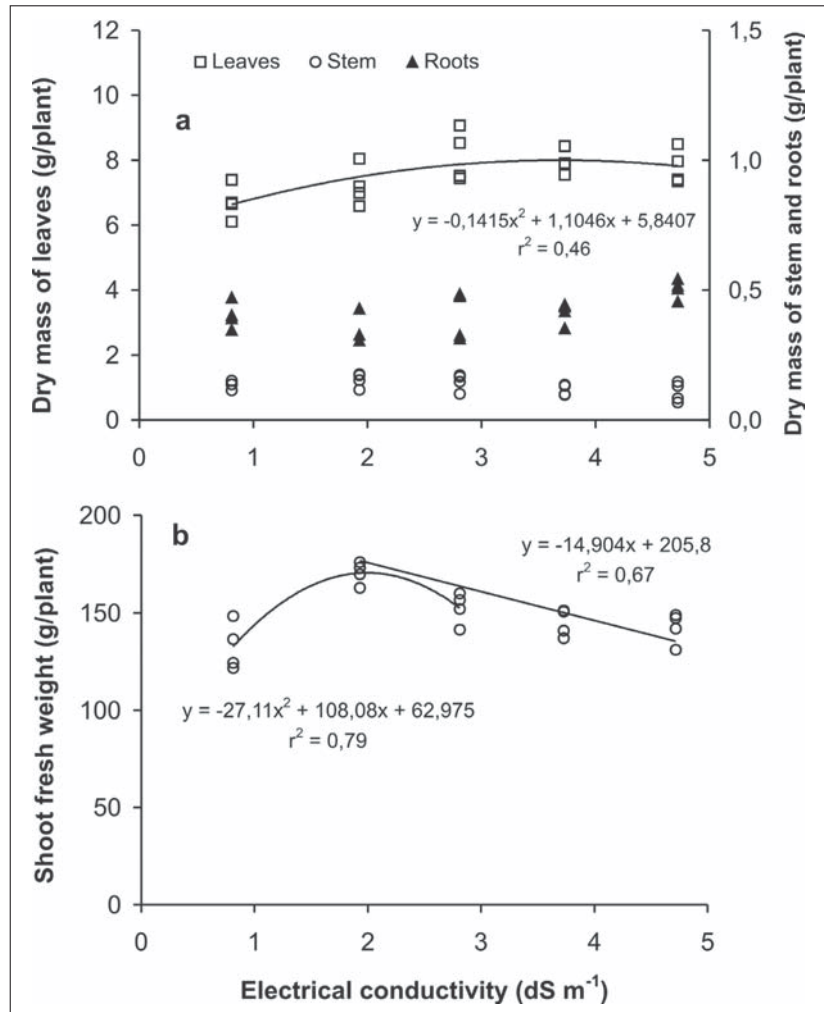 12
10
8
6
4
2
0
1,5
1,0
0,5
0,0
Dry mass of leaves (g/plant)
Dry mass of stem and roots (g/plant)
Leaves Stem Roots
a
y = -0,1415x² + 1,1046x + 5,8407
r² = 0,46
0 1 2 3 4 5
200
150
100
50
0
Shoot fresh weight (g/plant)
b
y = -14,904x + 205,8
r² = 0,67
y = -27,11x² + 108,08x + 62,975
r² = 0,79
0 1 2 3 4 5
Electrical conductivity (dS m⁻¹)